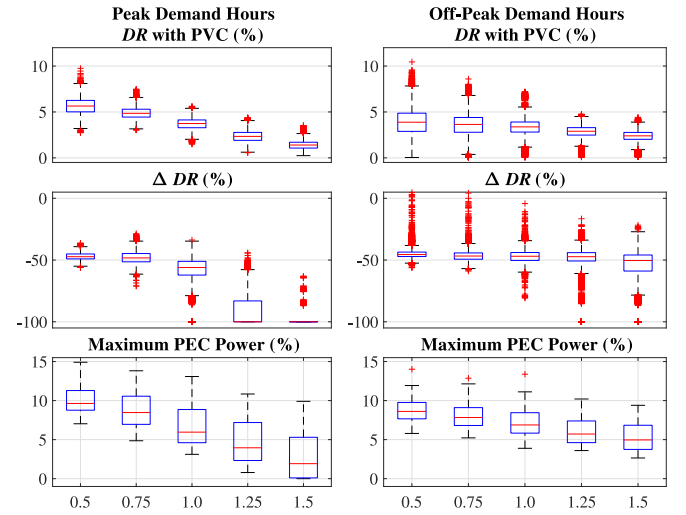 Peak Demand Hours
DR with PVC (%)
10
5
0
Off-Peak Demand Hours
DR with PVC (%)
10
5
0
Δ DR (%)
0
-50
-100
Δ DR (%)
0
-50
-100
Maximum PEC Power (%)
15
10
5
0
0.5 0.75 1.0 1.25 1.5
Maximum PEC Power (%)
15
10
5
0
0.5 0.75 1.0 1.25 1.5